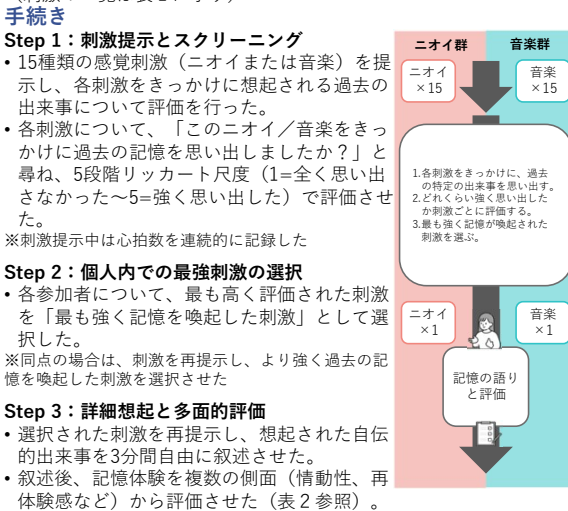 手続き
Step 1：刺激提示とスクリーニング
• 15種類の感覚刺激（ニオイまたは音楽）を提
示し、各刺激をきっかけに想起される過去の
出来事について評価を行った。
• 各刺激について、「このニオイ／音楽をきっ
かけに過去の記憶を思い出しましたか？」と
尋ね、5段階リッカート尺度（1=全く思い出
さなかった～5=強く思い出した）で評価させ
た。
※刺激提示中は心拍数を連続的に記録した
Step 2：個人内での最強刺激の選択
• 各参加者について、最も高く評価された刺激
を「最も強く記憶を喚起した刺激」として選
択した。
※同点の場合は、刺激を再提示し、より強く過去の記
憶を喚起した刺激を選択させた
Step 3：詳細想起と多面的評価
• 選択された刺激を再提示し、想起された自伝
的出来事を3分間自由に叙述させた。
• 叙述後、記憶体験を複数の側面（情動性、再
体験感など）から評価させた（表２参照）。
ニオイ群
音楽群
ニオイ
×15
音楽
×15
1.各刺激をきっかけに、過去
の特定の出来事を思い出す。
2.どれくらい強く思い出した
か刺激ごとに評価する。
3.最も強く記憶が喚起された
刺激を選ぶ。
ニオイ
×1
音楽
×1
記憶の語り
と評価